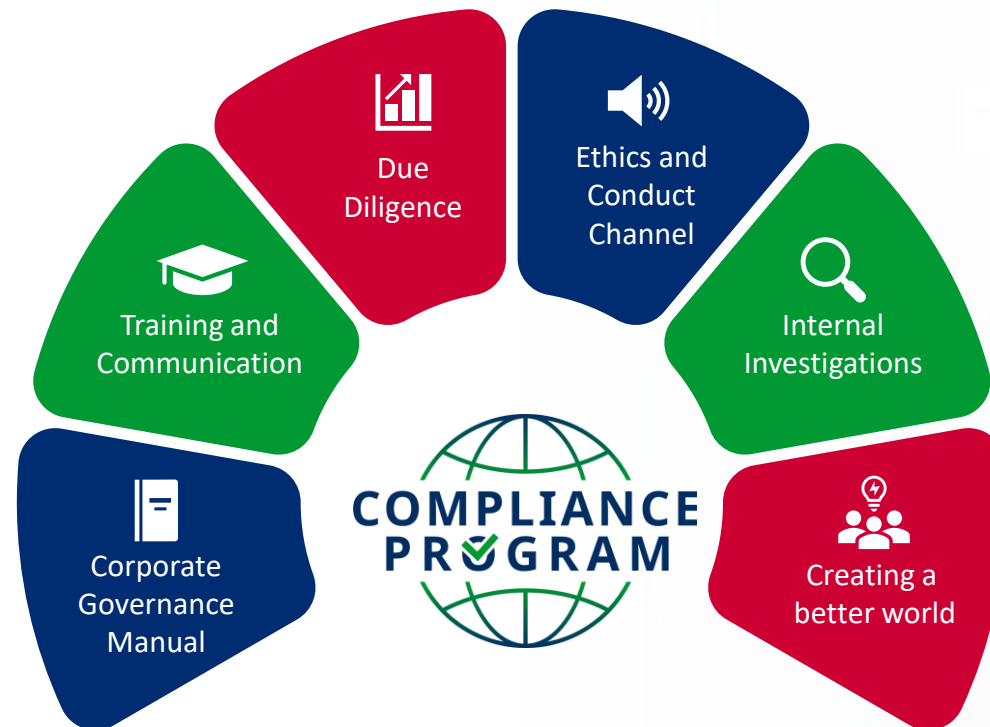 Corporate
Governance
Manual
Training and
Communication
Due
Diligence
Ethics and
Conduct
Channel
Internal
Investigations
Creating a
better world
COMPLIANCE
PROGRAM